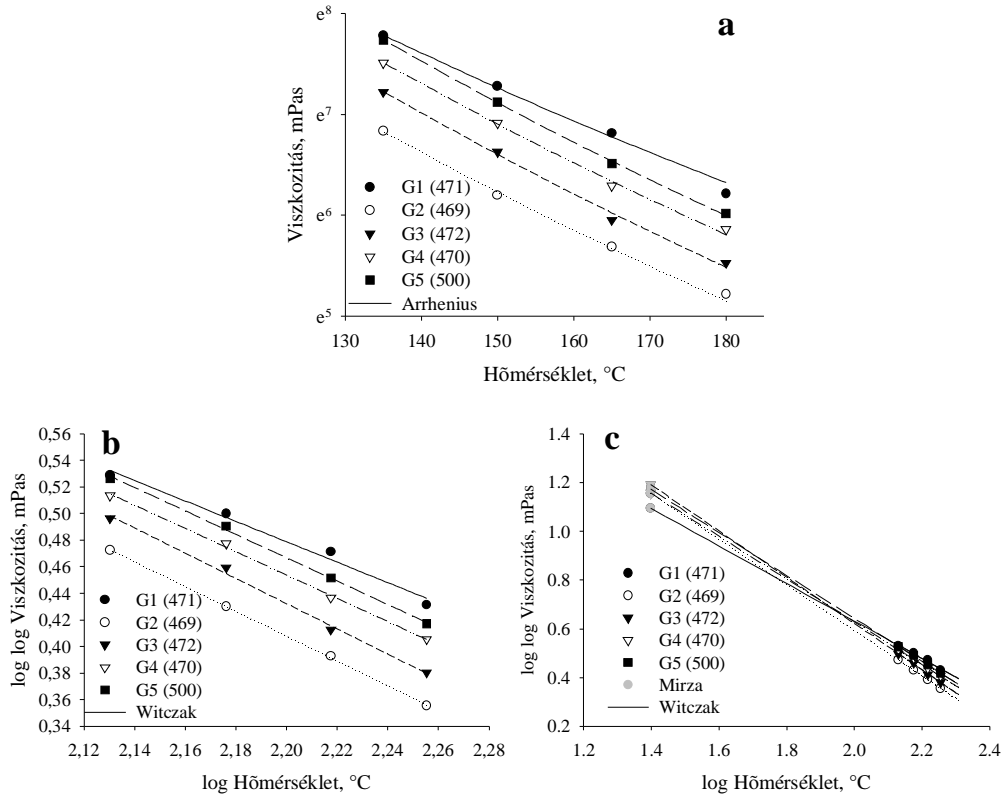 a
e8
e7
e6
e5
Viszkozitás, mPas
G1 (471)
G2 (469)
G3 (472)
G4 (470)
G5 (500)
Arrhenius
130 140 150 160 170 180
Hõmérséklet, °C
b
0,56
0,54
0,52
0,50
0,48
0,46
0,44
0,42
0,40
0,38
0,36
0,34
log log Viszkozitás, mPas
G1 (471)
G2 (469)
G3 (472)
G4 (470)
G5 (500)
Witczak
2,12 2,14 2,16 2,18 2,20 2,22 2,24 2,26 2,28
log Hõmérséklet, °C
c
1.4
1.2
1.0
0.8
0.6
0.4
0.2
log log Viszkozitás, mPas
G1 (471)
G2 (469)
G3 (472)
G4 (470)
G5 (500)
Mirza
Witczak
1.2 1.4 1.6 1.8 2.0 2.2 2.4
log Hõmérséklet, °C